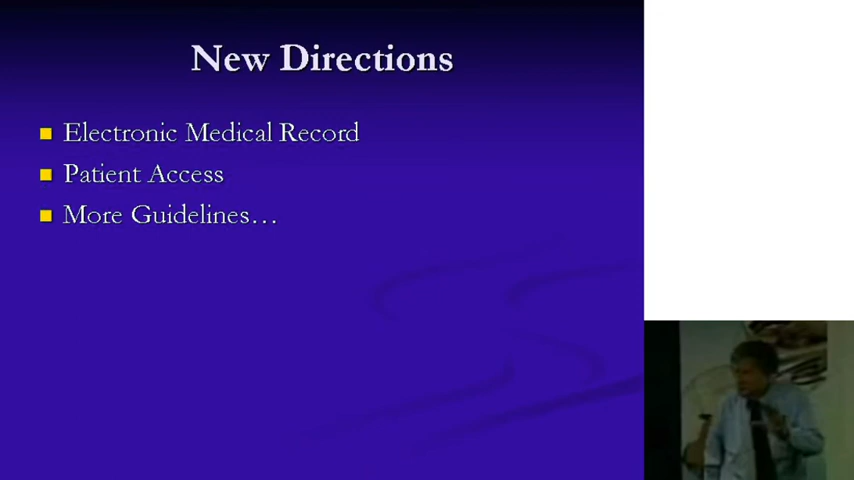 New Directions
Electronic Medical Record
Patient Access
More Guidelines…